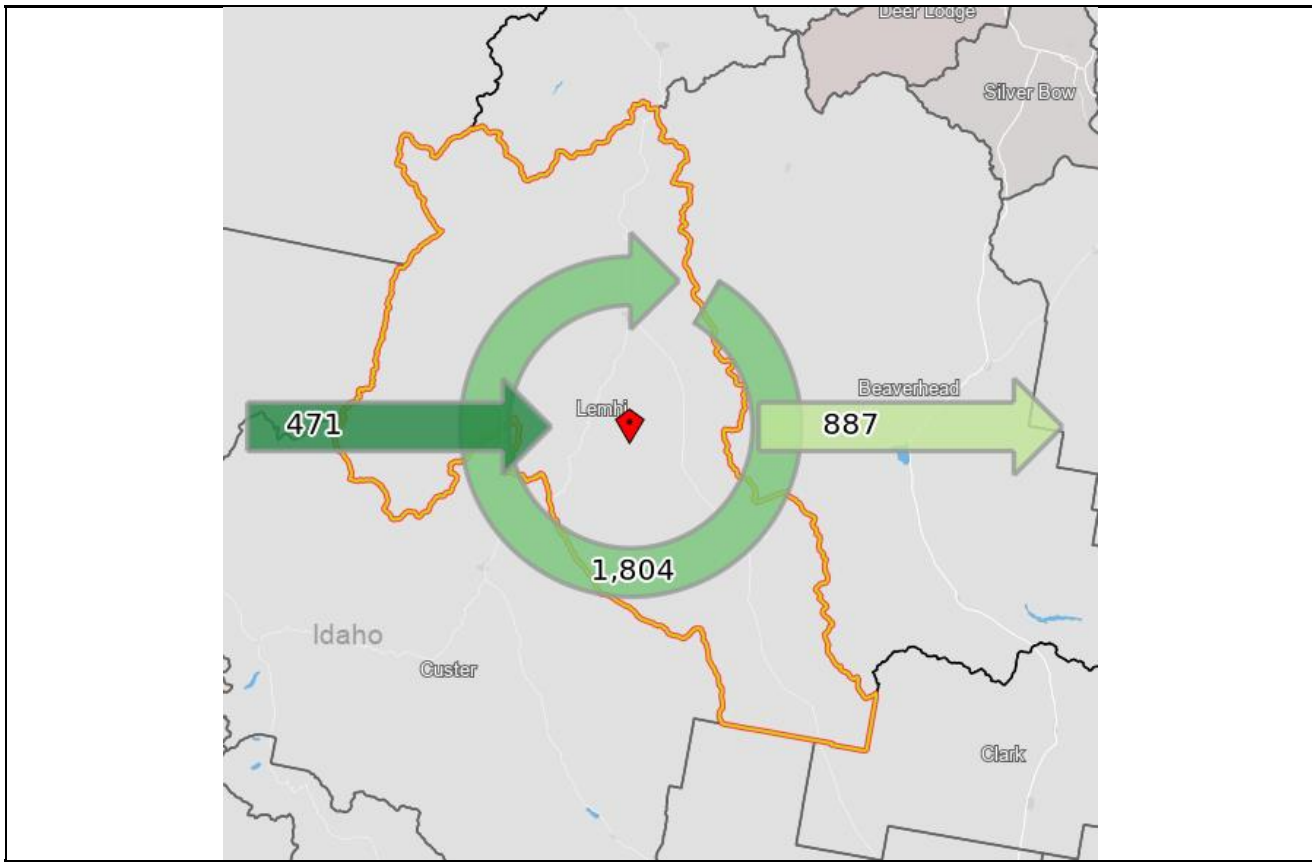 Deer Lodge
Silver Bow
Beaverhead
Lemhi
471
887
1,804
Idaho
Custer
Clark